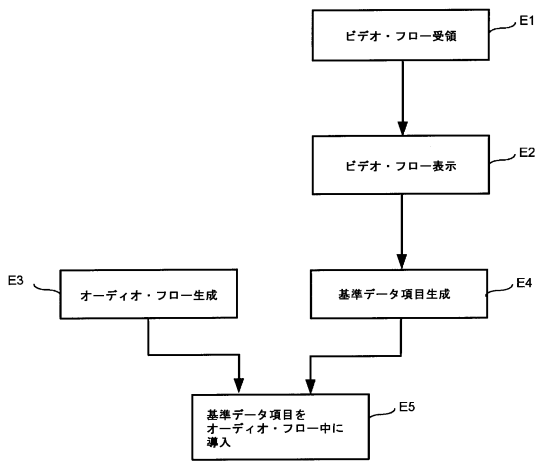 ビデオ・フロー受領
E1
ビデオ・フロー表示
E2
E3
オーディオ・フロー生成
基準データ項目生成
E4
基準データ項目を
オーディオ・フロー中に
導入
E5